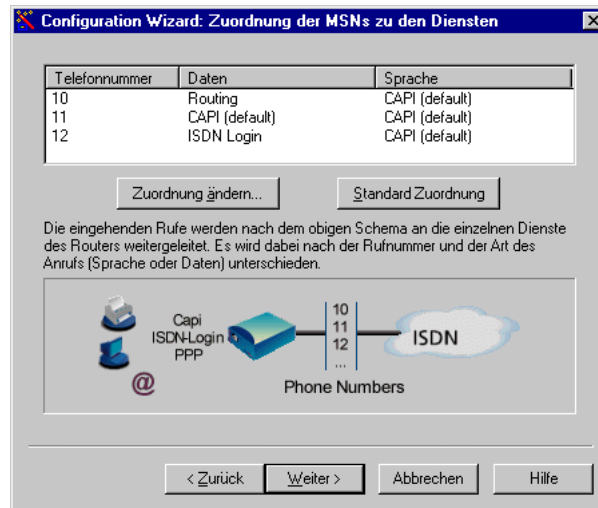 Configuration Wizard: Zuordnung der MSNs zu den Diensten
Telefonnummer Daten Sprache
10 Routing CAPI (default)
11 CAPI (default) CAPI (default)
12 ISDN Login CAPI (default)
Zuordnung ändern... Standard Zuordnung
Die eingehenden Rufe werden nach dem obigen Schema an die einzelnen Dienste
des Routers weitergeleitet. Es wird dabei nach der Rufnummer und der Art des
Anrufs (Sprache oder Daten) unterschieden.
Capi
ISDN-Login
PPP
@
10
11
12
...
ISDN
Phone Numbers
< Zurück Weiter > Abbrechen Hilfe